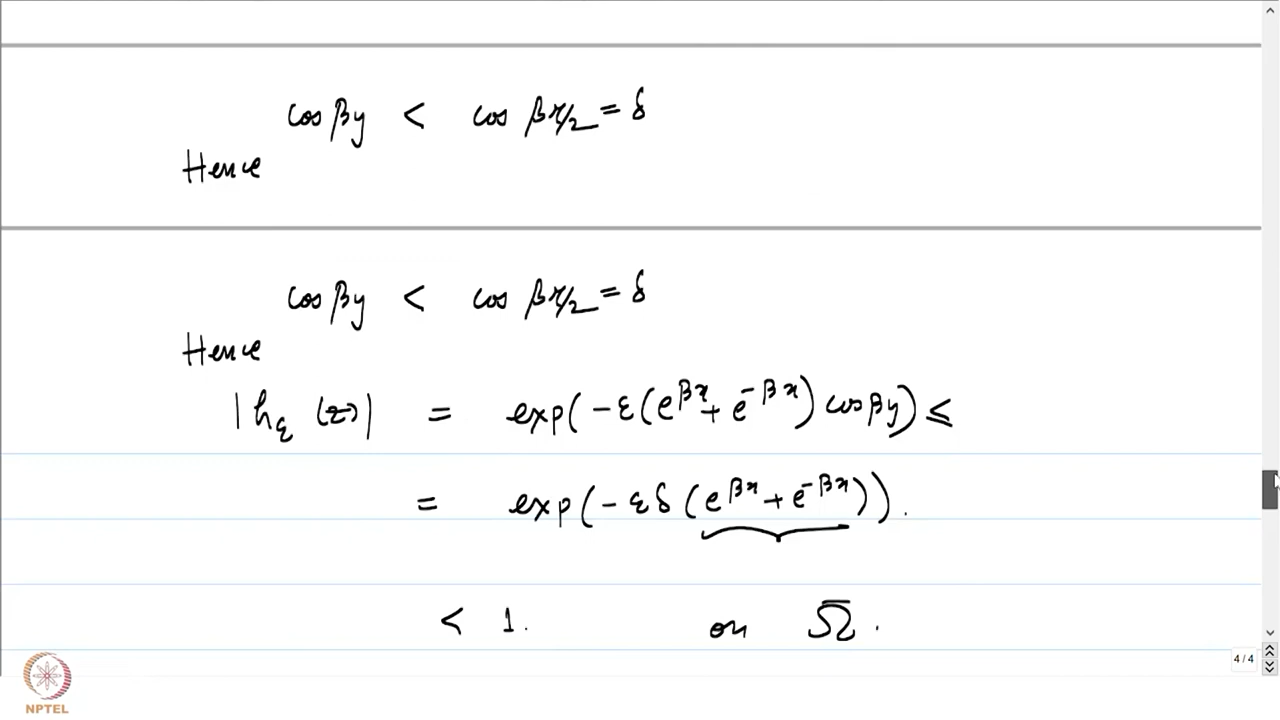 cos βy < cos βπ/2 = δ
Hence
cos βy < cos βπ/2 = δ
Hence
|h_ε(z)| = exp(-ε(e^{βx} + e^{-βx}) cos βy) ≤
= exp(-εδ(e^{βx} + e^{-βx})).
< 1. on Ω̅.
4 / 4
NPTEL